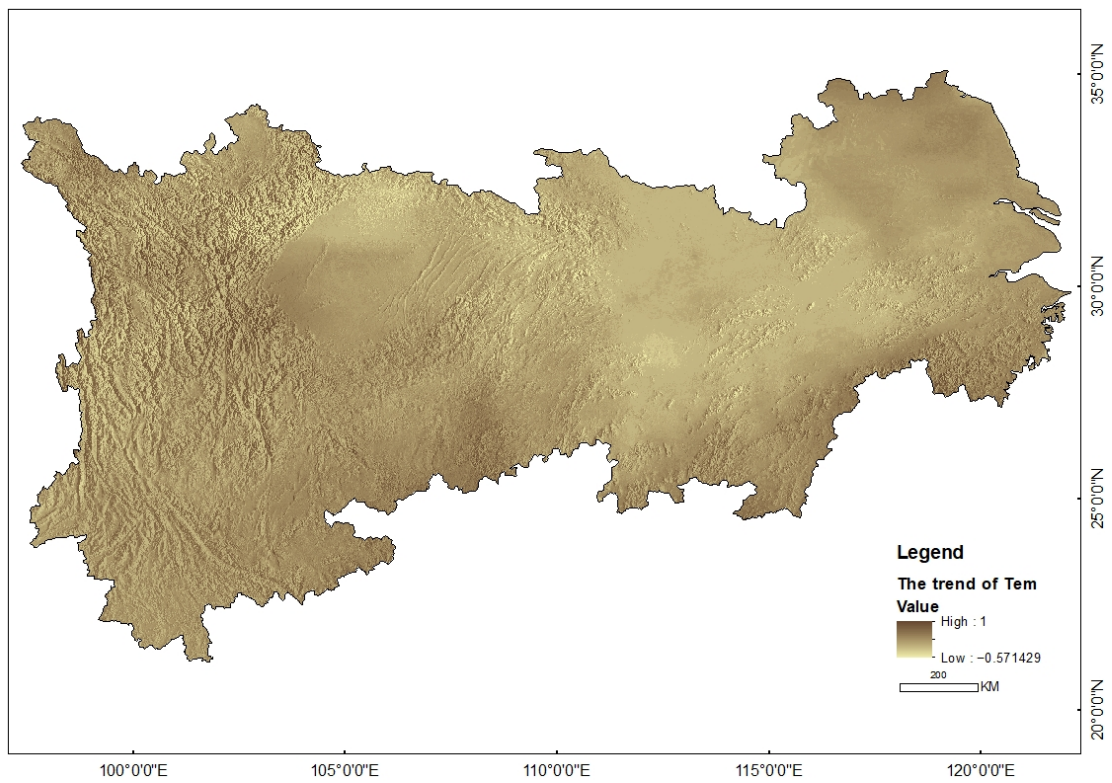 35°0'0"N
30°0'0"N
25°0'0"N
20°0'0"N
Legend
The trend of Tem
Value
High : 1
Low : −0.571429
200
KM
100°0'0"E
105°0'0"E
110°0'0"E
115°0'0"E
120°0'0"E